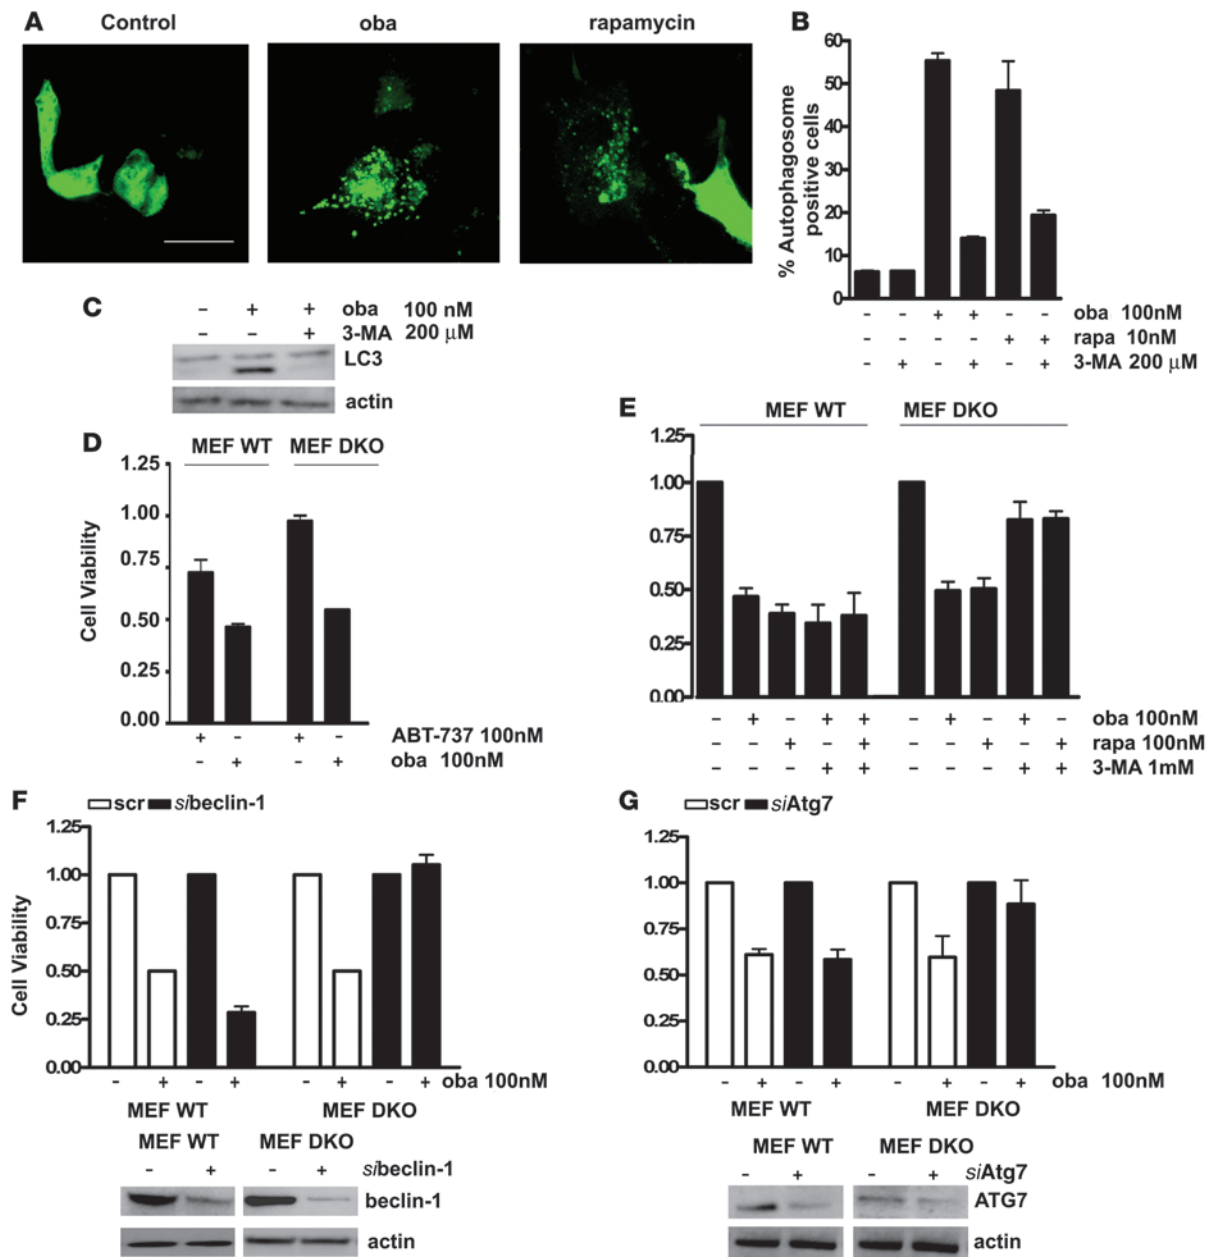 A
Control
oba
rapamycin
B
% Autophagosome
positive cells
60
50
40
50
20
10
0
- - + + - - oba 100nM
- - - - + + rapa 10nM
- + - + - + 3-MA 200 μM
C
- + + oba 100 nM
- - + 3-MA 200 μM
LC3
actin
D
MEF WT MEF DKO
Cell Viability
1.25
1.00
0.75
0.50
0.25
0.00
+ - + - ABT-737 100nM
- + - + oba 100nM
E
MEF WT MEF DKO
1.25
1.00
0.75
0.50
0.25
0.00
- + - + + - + - + - oba 100nM
- - + - + - - + - + rapa 100nM
- - - + + - - - + + 3-MA 1mM
F
scr sibeclin-1
Cell Viability
1.25
1.00
0.75
0.50
0.25
0.00
- + - + - + - + oba 100nM
MEF WT MEF DKO
MEF WT MEF DKO
- + - + sibeclin-1
beclin-1
actin
G
scr siAtg7
1.25
1.00
0.75
0.50
0.25
0.00
- + - + - + - + oba 100nM
MEF WT MEF DKO
MEF WT MEF DKO
- + - + siAtg7
ATG7
actin